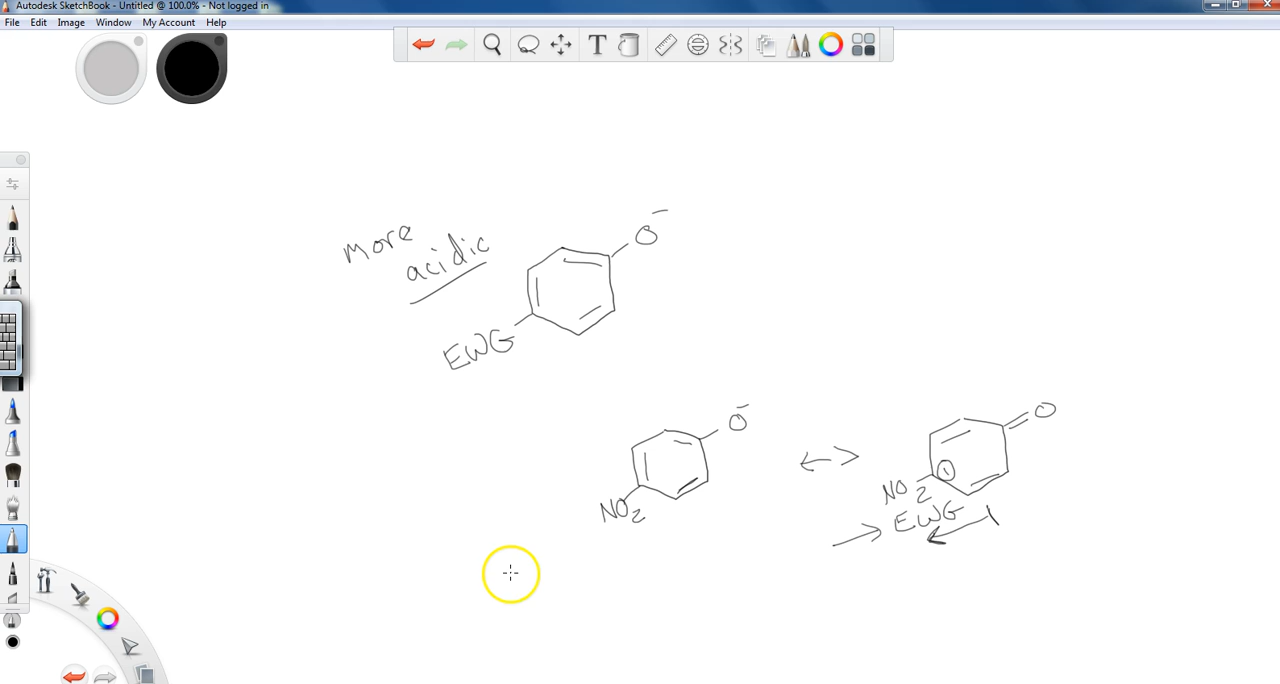 Autodesk SketchBook - Untitled @ 100.0% - Not logged in
File Edit Image Window My Account Help
more
acidic
O⁻
EWG
O⁻
NO2
O
NO2
EWG